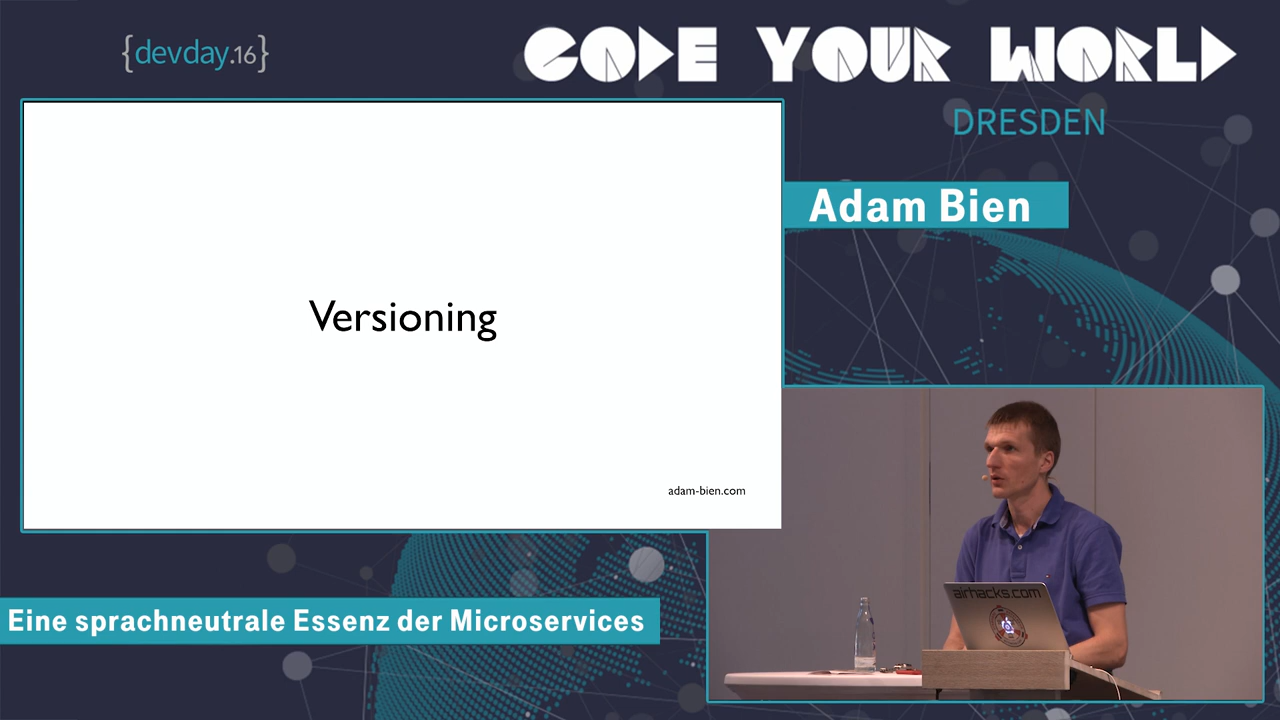 {devday.16}
CODE YOUR WORLD
DRESDEN
Adam Bien
Versioning
adam-bien.com
Eine sprachneutrale Essenz der Microservices
airhacks.com